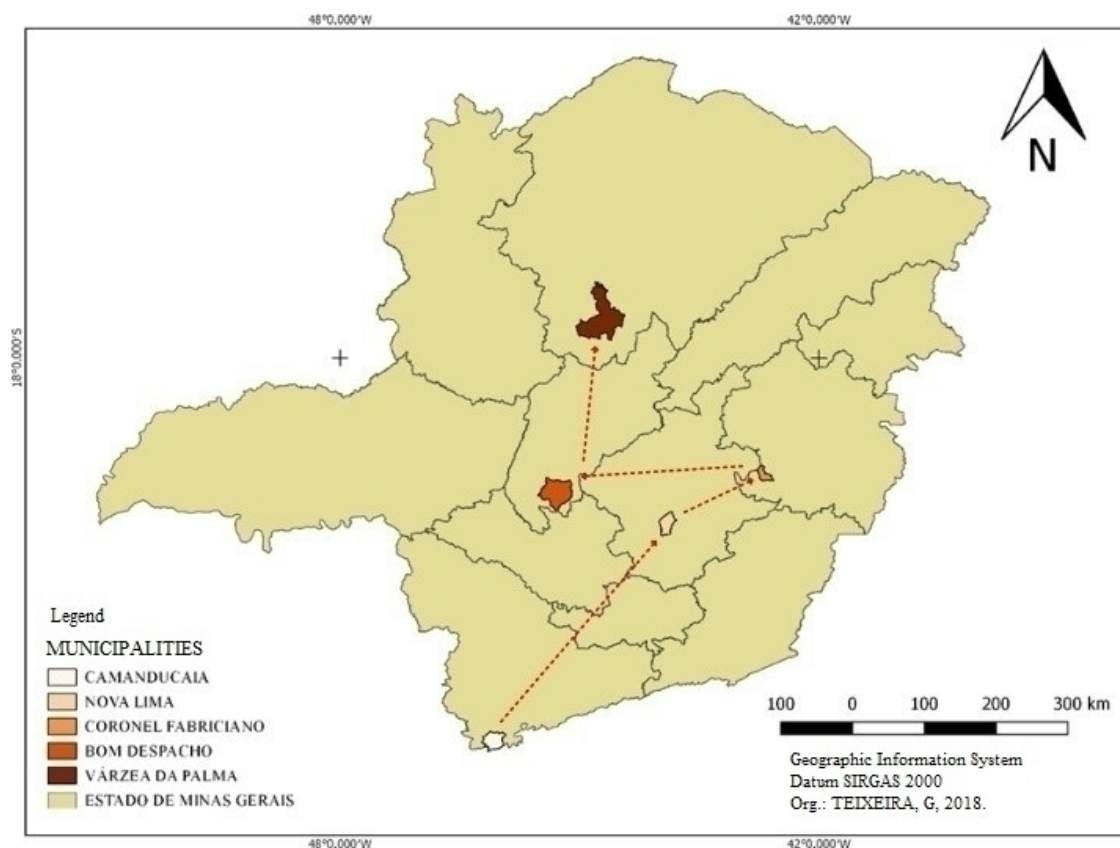 48°0.000'W 42°0.000'W
N
18°0.000'S
Legend
MUNICIPALITIES
CAMANDUCAIA
NOVA LIMA
CORONEL FABRICIANO
BOM DESPACHO
VÁRZEA DA PALMA
ESTADO DE MINAS GERAIS
100 0 100 200 300 km
Geographic Information System
Datum SIRGAS 2000
Org.: TEIXEIRA, G, 2018.
48°0.000'W 42°0.000'W